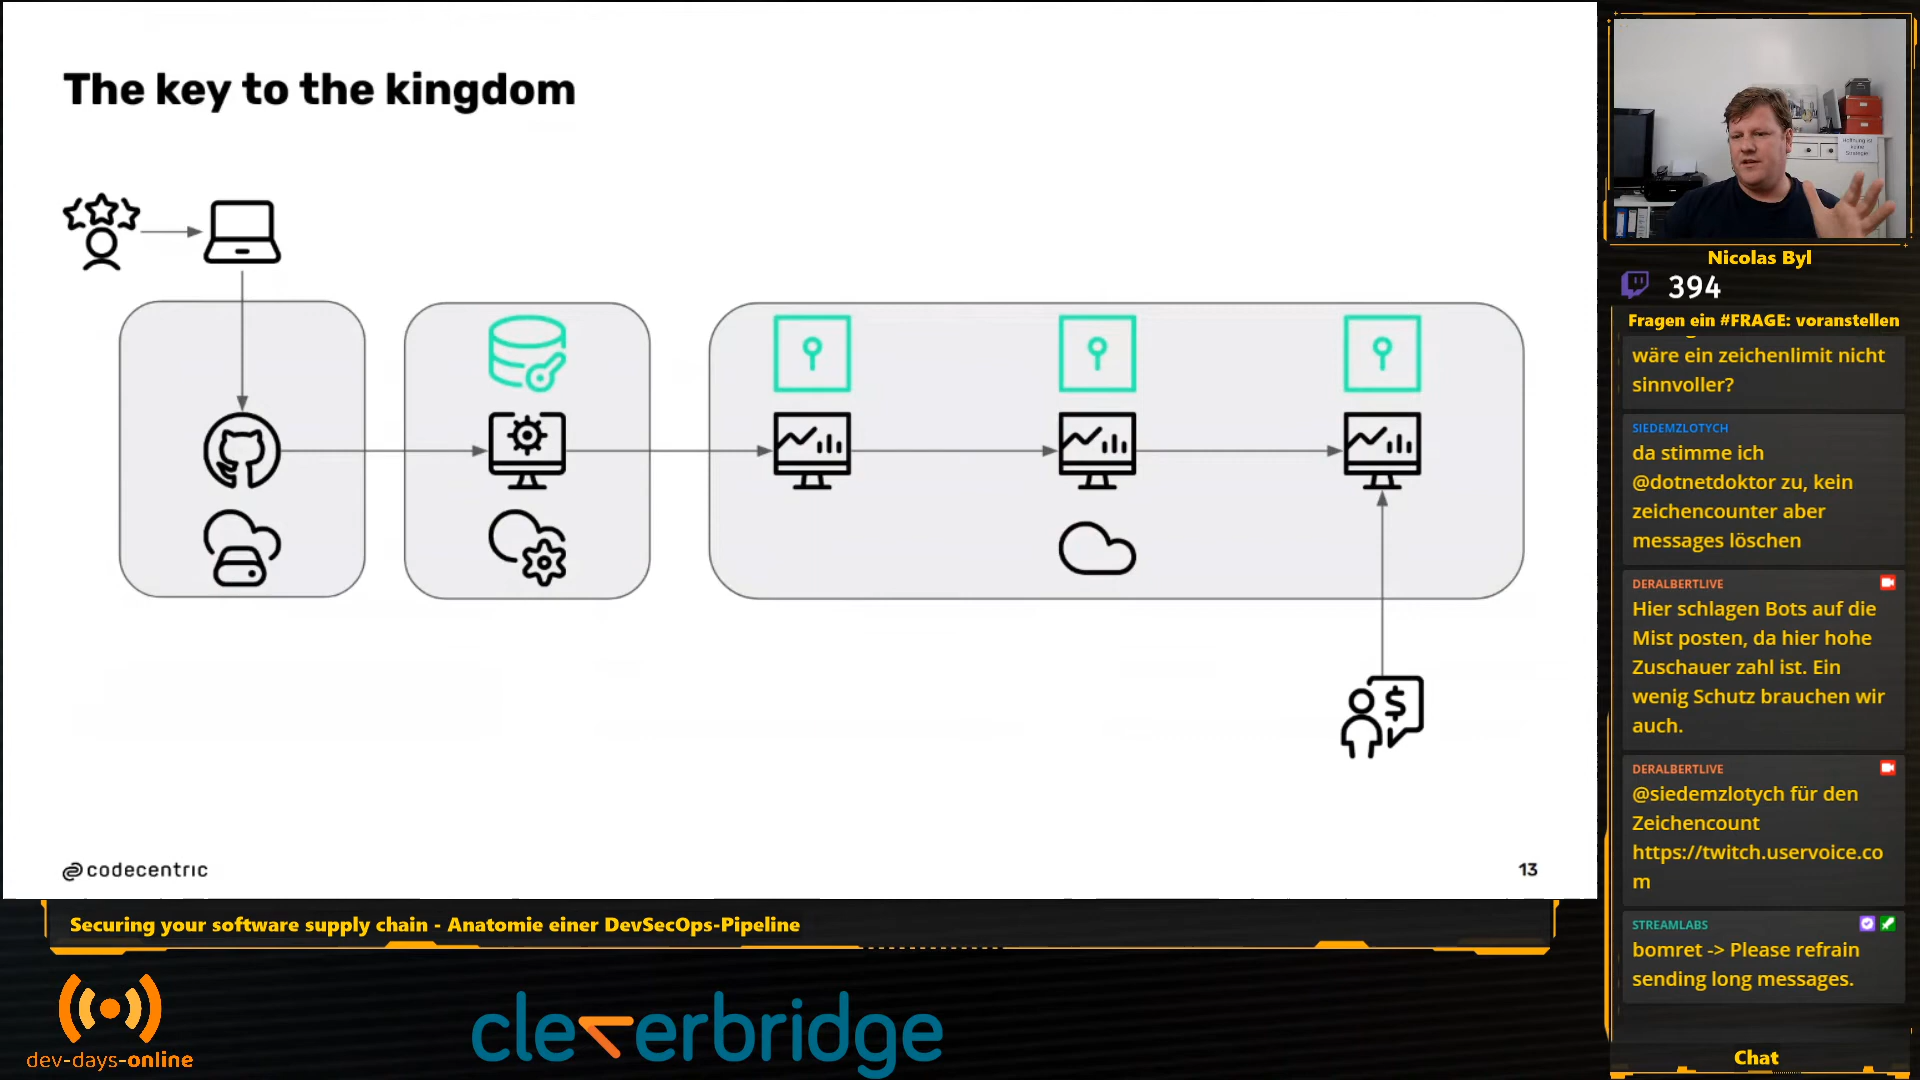 The key to the kingdom
$
codecentric
13
Nicolas Byl
394
Fragen ein #FRAGE: voranstellen
wäre ein zeichenlimit nicht
sinnvoller?
SIEDEMZLOTYCH
da stimme ich
@dotnetdoktor zu, kein
zeichencounter aber
messages löschen
DERALBERTLIVE
Hier schlagen Bots auf die
Mist posten, da hier hohe
Zuschauer zahl ist. Ein
wenig Schutz brauchen wir
auch.
DERALBERTLIVE
@siedemzlotych für den
Zeichencount
https://twitch.uservoice.co
m
STREAMLABS
bomret -> Please refrain
sending long messages.
Chat
Securing your software supply chain - Anatomie einer DevSecOps-Pipeline
dev-days-online
cleverbridge